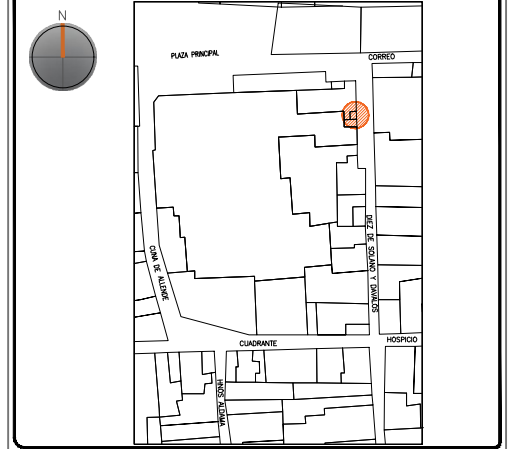 N
PLAZA PRINCIPAL
CORREO
DIEZ DE SOLANO Y DAVALOS
CUNA DE ALLENDE
CUADRANTE
HOSPICIO
HNOS ALDAMA